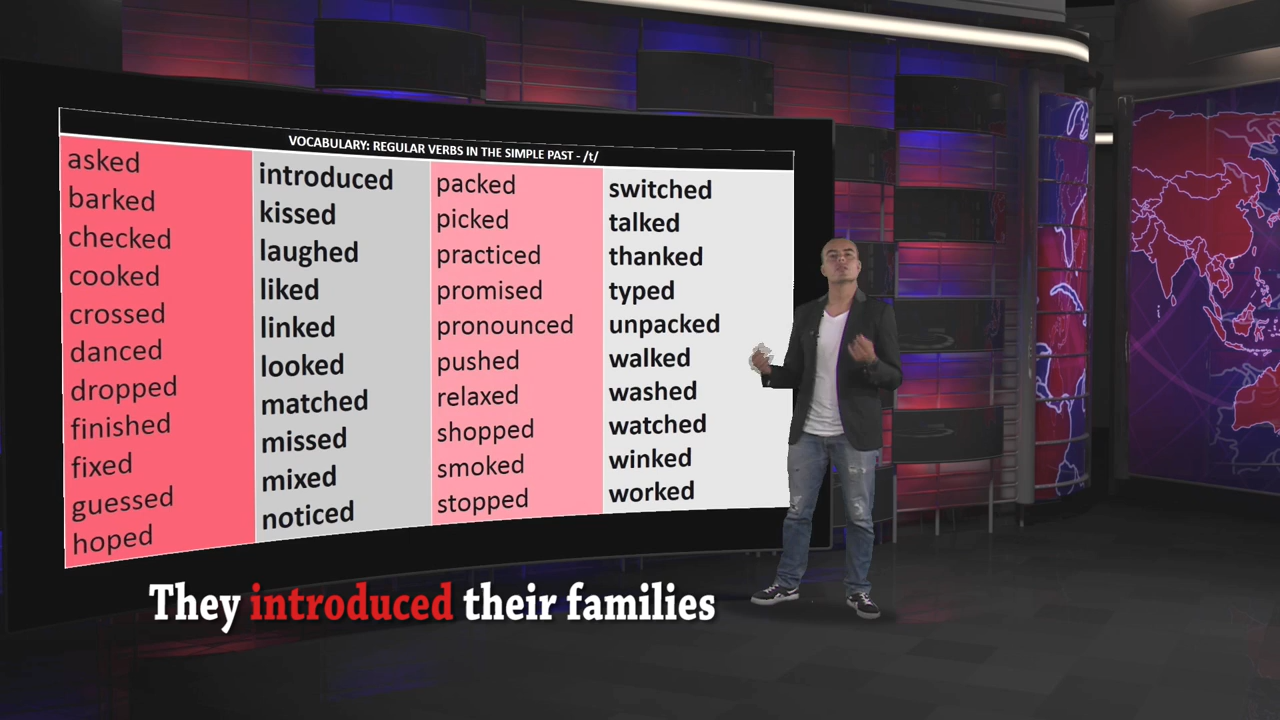 VOCABULARY: REGULAR VERBS IN THE SIMPLE PAST - /t/
asked
barked
checked
cooked
crossed
danced
dropped
finished
fixed
guessed
hoped
introduced
kissed
laughed
liked
linked
looked
matched
missed
mixed
noticed
packed
picked
practiced
promised
pronounced
pushed
relaxed
shopped
smoked
stopped
switched
talked
thanked
typed
unpacked
walked
washed
watched
winked
worked
They introduced their families